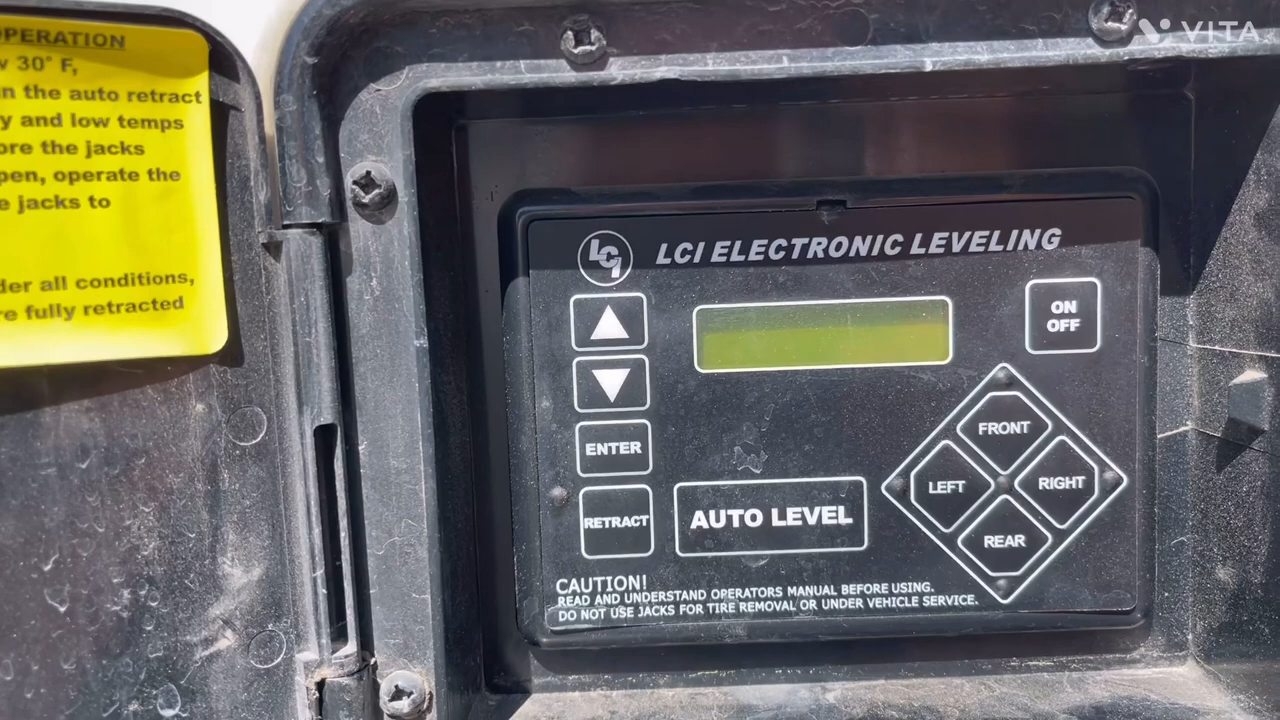 OPERATION
30° F,
in the auto retract
y and low temps
ore the jacks
pen, operate the
e jacks to
der all conditions,
re fully retracted
VITA
LCI
LCI ELECTRONIC LEVELING
ON
OFF
ENTER
RETRACT
AUTO LEVEL
FRONT
LEFT
RIGHT
REAR
CAUTION!
READ AND UNDERSTAND OPERATORS MANUAL BEFORE USING.
DO NOT USE JACKS FOR TIRE REMOVAL OR UNDER VEHICLE SERVICE.